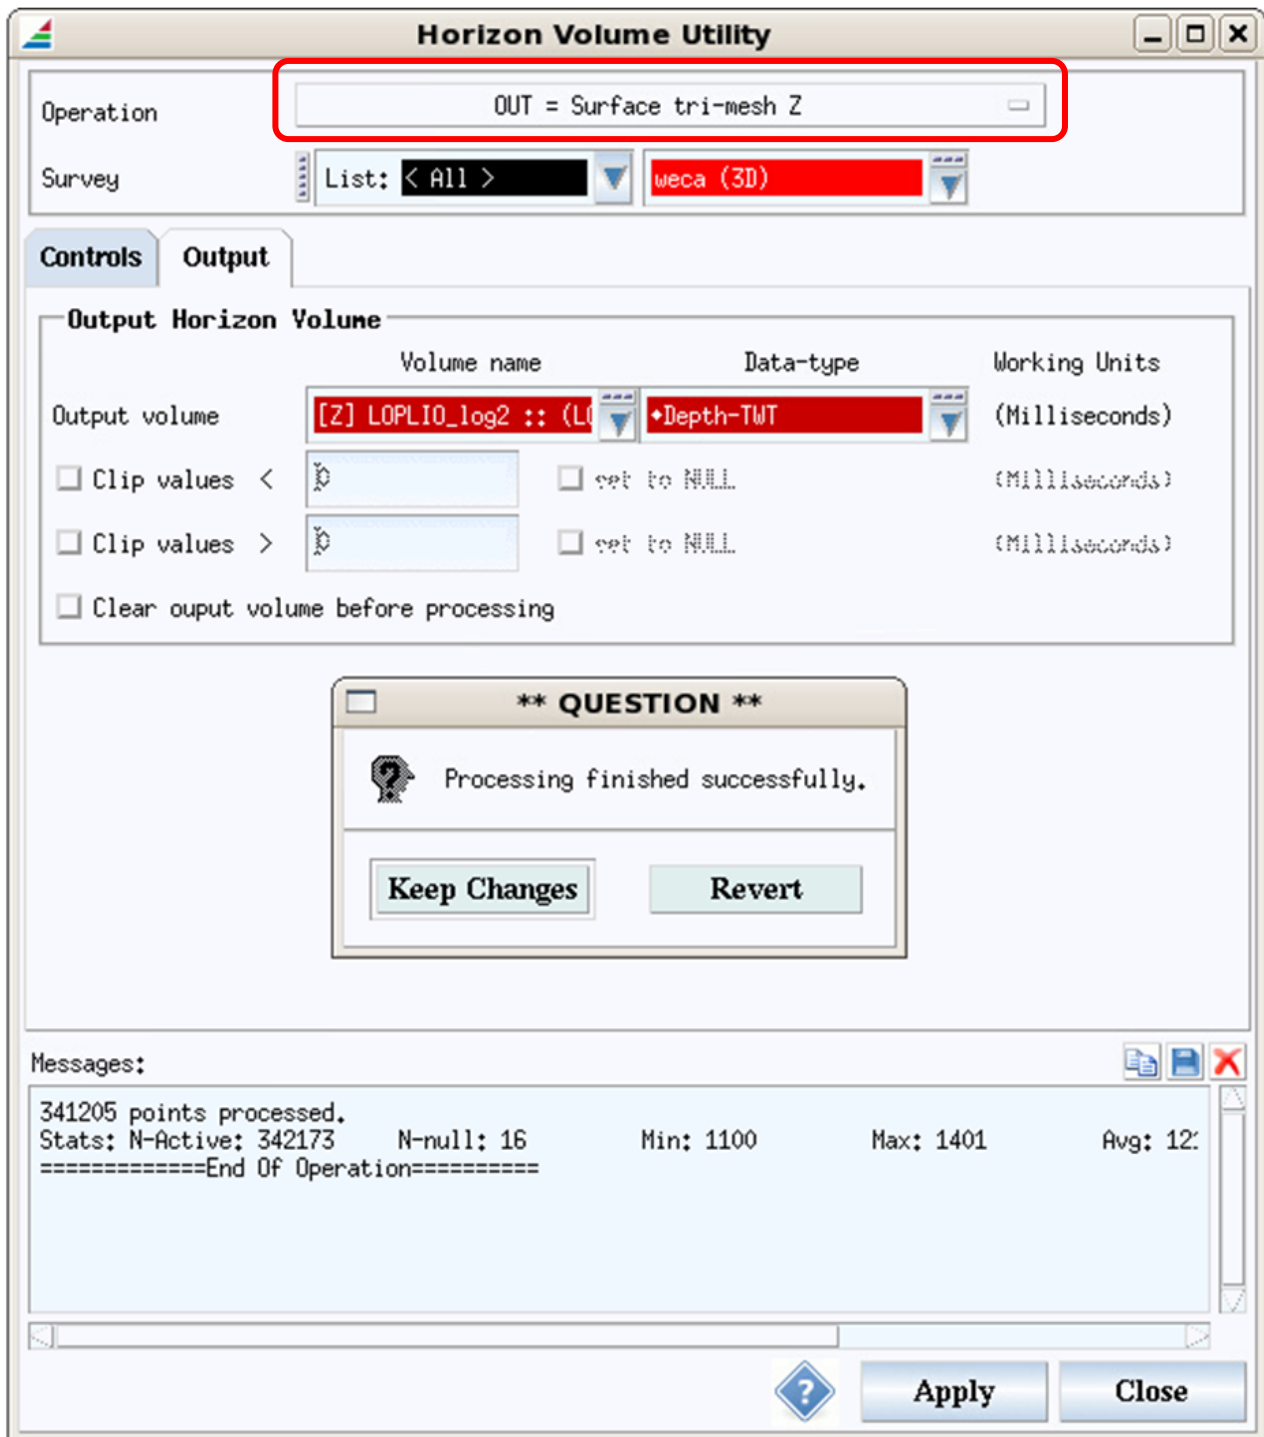 Horizon Volume Utility
Operation OUT = Surface tri-mesh Z
Survey List: < All > weca (3D)
Controls Output
Output Horizon Volume
Volume name Data-type Working Units
Output volume [Z] LOPLIO_log2 :: (LO Depth-TWT (Milliseconds)
Clip values < set to NULL (Milliseconds)
Clip values > set to NULL (Milliseconds)
Clear ouput volume before processing
** QUESTION **
Processing finished successfully.
Keep Changes Revert
Messages:
341205 points processed.
Stats: N-Active: 342173 N-null: 16 Min: 1100 Max: 1401 Avg:
=============End Of Operation==========
? Apply Close